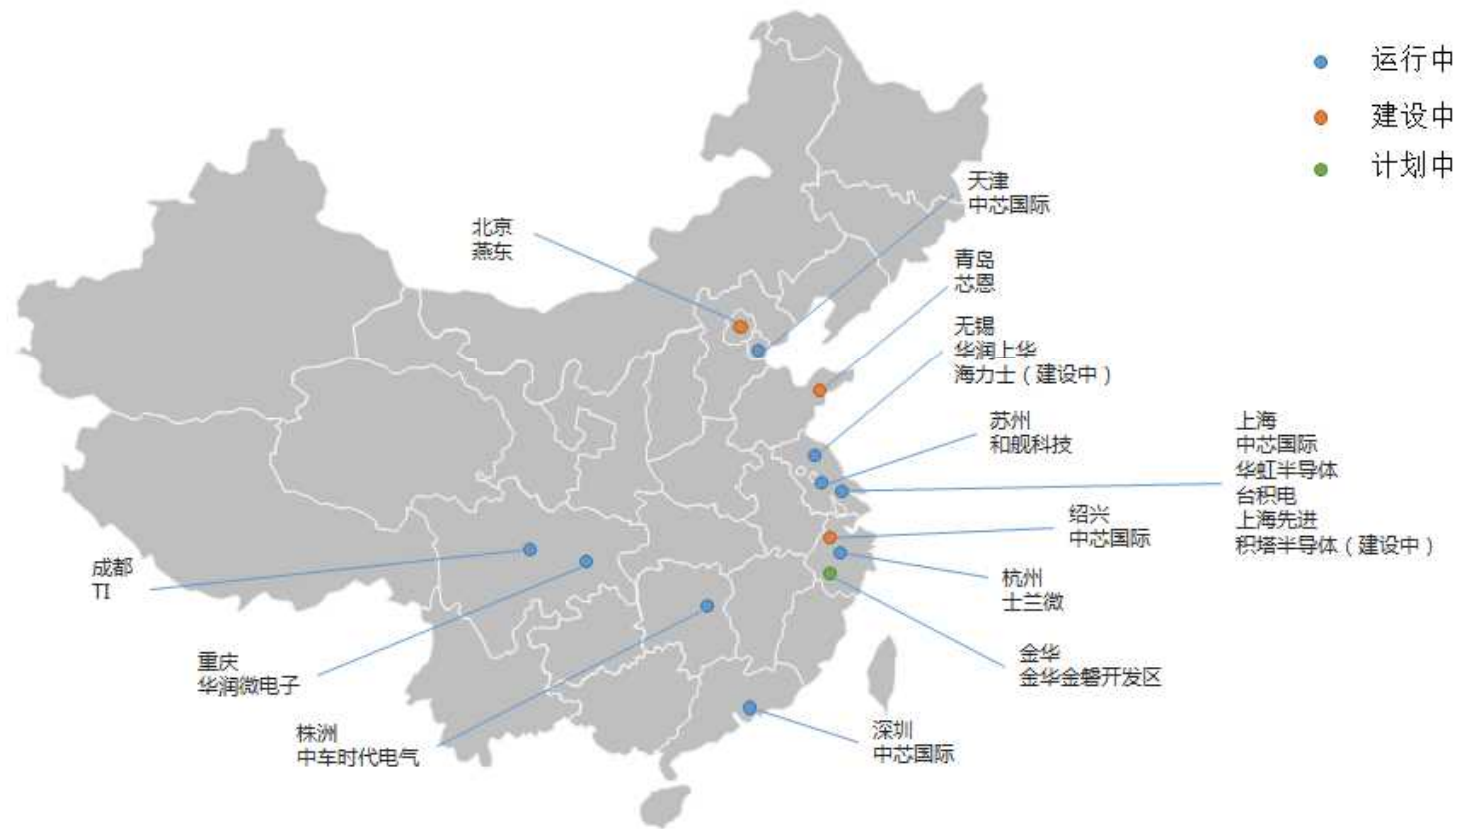 运行中
建设中
计划中
天津
中芯国际
北京
燕东
青岛
芯恩
无锡
华润上华
海力士（建设中）
苏州
和舰科技
上海
中芯国际
华虹半导体
台积电
上海先进
积塔半导体（建设中）
绍兴
中芯国际
成都
TI
杭州
士兰微
重庆
华润微电子
金华
金华金磐开发区
株洲
中车时代电气
深圳
中芯国际